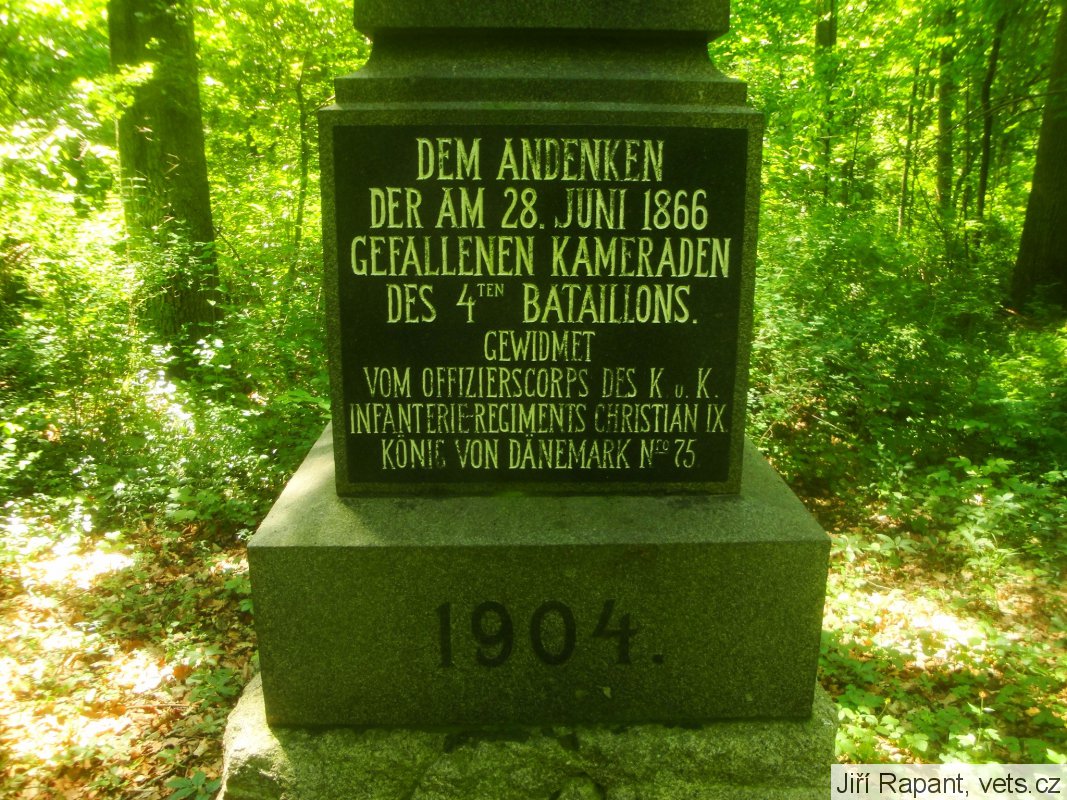 DEM ANDENKEN
DER AM 28. JUNI 1866
GEFALLENEN KAMERADEN
DES 4TEN BATAILLONS.
GEWIDMET
VOM OFFIZIERSCORPS DES K. u. K.
INFANTERIE-REGIMENTS CHRISTIAN IX.
KÖNIG VON DÄNEMARK NRO 75.
1904.
Jiří Rapant, vets.cz